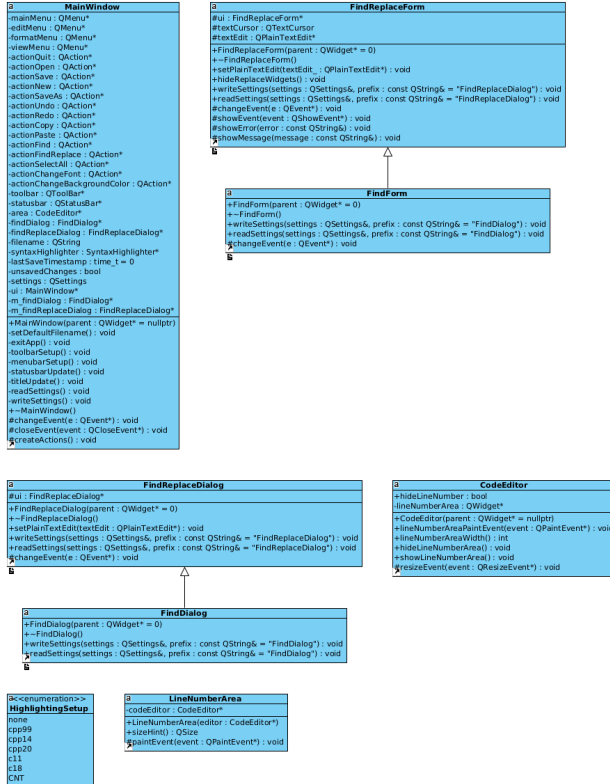 MainWindow
-mainMenu : QMenu*
-editMenu : QMenu*
-formatMenu : QMenu*
-viewMenu : QMenu*
-actionQuit : QAction*
-actionOpen : QAction*
-actionSave : QAction*
-actionNew : QAction*
-actionSaveAs : QAction*
-actionUndo : QAction*
-actionRedo : QAction*
-actionCopy : QAction*
-actionPaste : QAction*
-actionFind : QAction*
-actionFindReplace : QAction*
-actionSelectAll : QAction*
-actionChangeFont : QAction*
-actionChangeBackgroundColor : QAction*
-toolbar : QToolBar*
-statusbar : QStatusBar*
-area : CodeEditor*
-findDialog : FindDialog*
-findReplaceDialog : FindReplaceDialog*
-filename : QString
-syntaxHighlighter : SyntaxHighlighter*
-lastSaveTimestamp : time_t = 0
-unsavedChanges : bool
-settings : QSettings
-ui : MainWindow*
-m_findDialog : FindDialog*
-m_findReplaceDialog : FindReplaceDialog*
+MainWindow(parent : QWidget* = nullptr)
-setDefaultFilename() : void
-exitApp() : void
-toolbarSetup() : void
-menubarSetup() : void
-statusbarUpdate() : void
-titleUpdate() : void
-readSettings() : void
-writeSettings() : void
+~MainWindow()
#changeEvent(e : QEvent*) : void
#closeEvent(event : QCloseEvent*) : void
#createActions() : void
FindReplaceForm
#ui : FindReplaceForm*
#textCursor : QTextCursor
#textEdit : QPlainTextEdit*
+FindReplaceForm(parent : QWidget* = 0)
+~FindReplaceForm()
+setPlainTextEdit(textEdit_ : QPlainTextEdit*) : void
+hideReplaceWidgets() : void
+writeSettings(settings : QSettings&, prefix : const QString& = "FindReplaceDialog") : void
+readSettings(settings : QSettings&, prefix : const QString& = "FindReplaceDialog") : void
#changeEvent(e : QEvent*) : void
#showEvent(event : QShowEvent*) : void
#showError(error : const QString&) : void
#showMessage(message : const QString&) : void
FindForm
+FindForm(parent : QWidget* = 0)
+~FindForm()
+writeSettings(settings : QSettings&, prefix : const QString& = "FindDialog") : void
+readSettings(settings : QSettings&, prefix : const QString& = "FindDialog") : void
#changeEvent(e : QEvent*) : void
FindReplaceDialog
#ui : FindReplaceDialog*
+FindReplaceDialog(parent : QWidget* = 0)
+~FindReplaceDialog()
+setPlainTextEdit(textEdit : QPlainTextEdit*) : void
+writeSettings(settings : QSettings&, prefix : const QString& = "FindReplaceDialog") : void
+readSettings(settings : QSettings&, prefix : const QString& = "FindReplaceDialog") : void
#changeEvent(e : QEvent*) : void
CodeEditor
+hideLineNumber : bool
-lineNumberArea : QWidget*
+CodeEditor(parent : QWidget* = nullptr)
+lineNumberAreaPaintEvent(event : QPaintEvent*) : void
+lineNumberAreaWidth() : int
+hideLineNumberArea() : void
+showLineNumberArea() : void
#resizeEvent(event : QResizeEvent*) : void
FindDialog
+FindDialog(parent : QWidget* = 0)
+~FindDialog()
+writeSettings(settings : QSettings&, prefix : const QString& = "FindDialog") : void
+readSettings(settings : QSettings&, prefix : const QString& = "FindDialog") : void
<<enumeration>>
HighlightingSetup
none
cpp99
cpp14
cpp20
c11
c18
CNT
LineNumberArea
-codeEditor : CodeEditor*
+LineNumberArea(editor : CodeEditor*)
+sizeHint() : QSize
#paintEvent(event : QPaintEvent*) : void